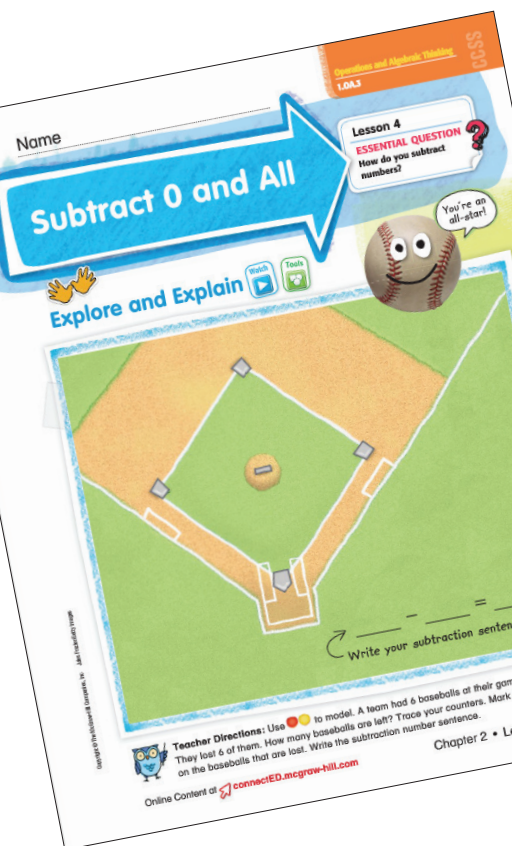 Operations and Algebraic Thinking
1.OA.3
CCSS
Name
Lesson 4
ESSENTIAL QUESTION
How do you subtract
numbers?
Subtract 0 and All
You're an
all-star!
Explore and Explain
Watch
Tools
– =
Write your subtraction senten
Teacher Directions: Use to model. A team had 6 baseballs at their gam
They lost 6 of them. How many baseballs are left? Trace your counters. Mark
on the baseballs that are lost. Write the subtraction number sentence.
Online Content at connectED.mcgraw-hill.com
Chapter 2 • Le